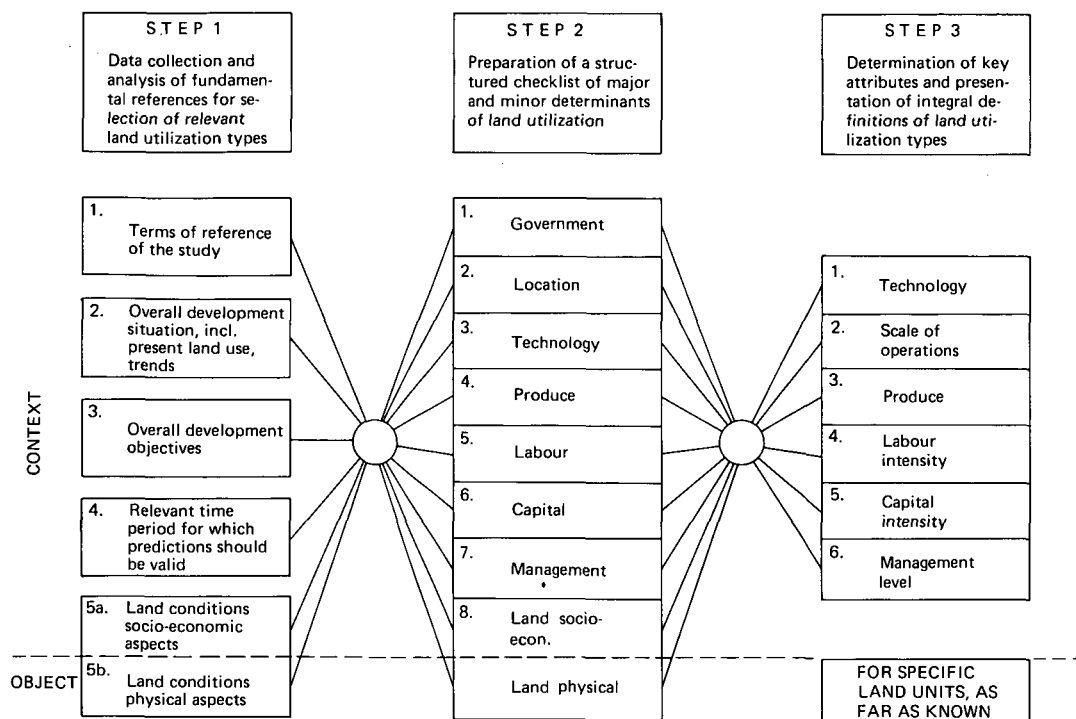 STEP 1
Data collection and
analysis of fundamen-
tal references for se-
lection of relevant
land utilization types
STEP 2
Preparation of a struc-
tured checklist of major
and minor determinants
of land utilization
STEP 3
Determination of key
attributes and presen-
tation of integral de-
finitions of land uti-
lization types
CONTEXT
1.
Terms of reference
of the study
2. Overall development
situation, incl.
present land use,
trends
3.
Overall development
objectives
4. Relevant time
period for which
predictions should
be valid
5a. Land conditions
socio-economic
aspects
OBJECT
5b.
Land conditions
physical aspects
1.
Government
2.
Location
3.
Technology
4.
Produce
5.
Labour
6.
Capital
7.
Management
8.
Land socio-
econ.
Land physical
1.
Technology
2.
Scale of
operations
3.
Produce
4.
Labour
intensity
5.
Capital
intensity
6.
Management
level
FOR SPECIFIC
LAND UNITS, AS
FAR AS KNOWN